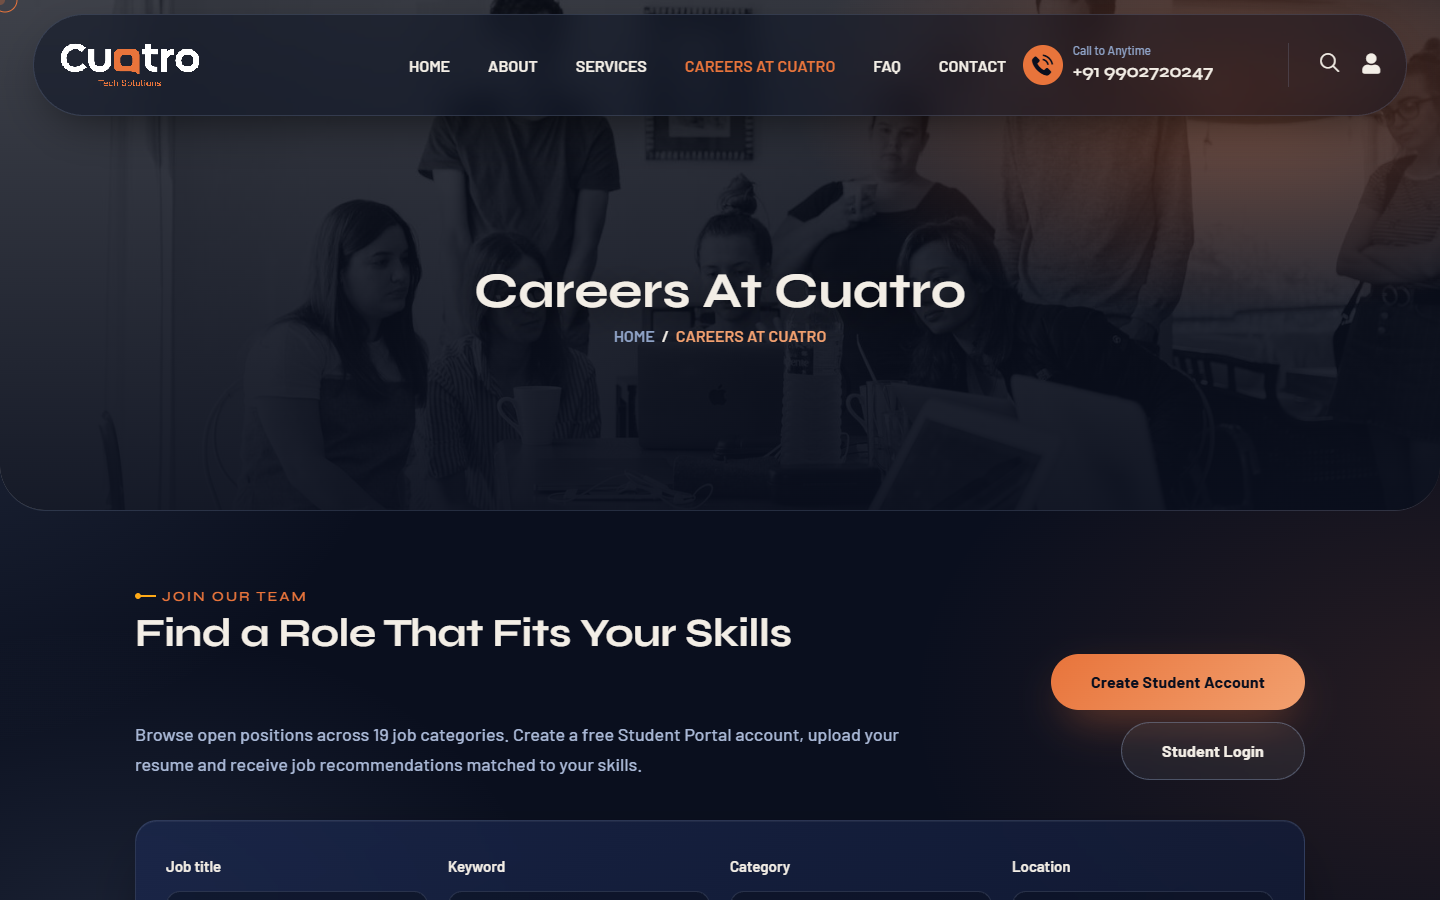 Cuatro
Tech Solutions
HOME
ABOUT
SERVICES
CAREERS AT CUATRO
FAQ
CONTACT
Call to Anytime
+91 9902720247
Careers At Cuatro
HOME / CAREERS AT CUATRO
JOIN OUR TEAM
Find a Role That Fits Your Skills
Browse open positions across 19 job categories. Create a free Student Portal account, upload your
resume and receive job recommendations matched to your skills.
Create Student Account
Student Login
Job title
Keyword
Category
Location